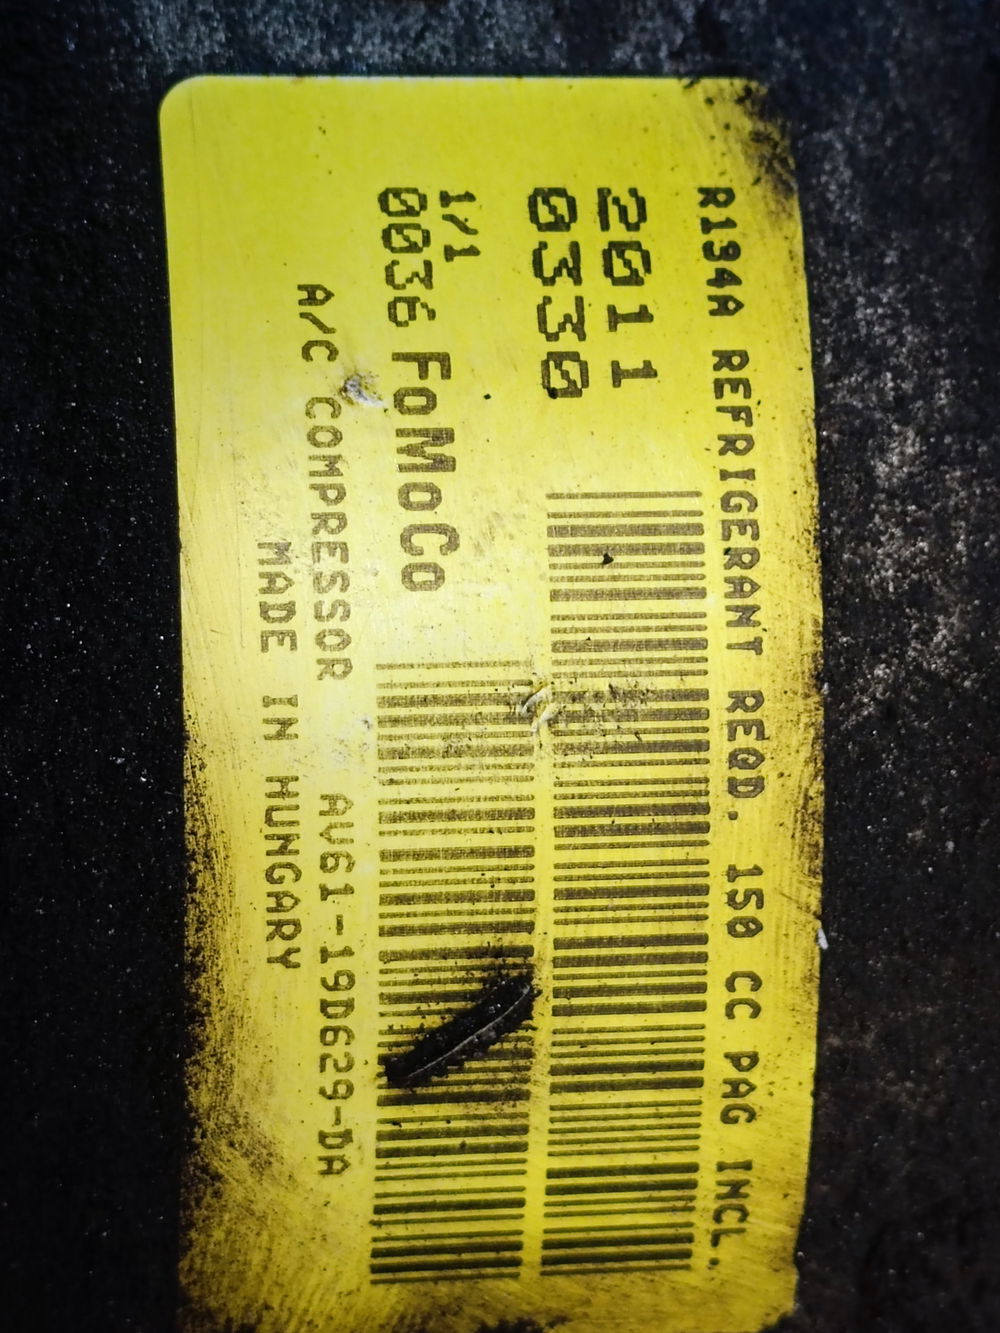 R134A REFRIGERANT REQD. 150 CC PAG INCL.
2011
0330
1/1
0036 FoMoCo
A/C COMPRESSOR AV61-19D629-DA
MADE IN HUNGARY